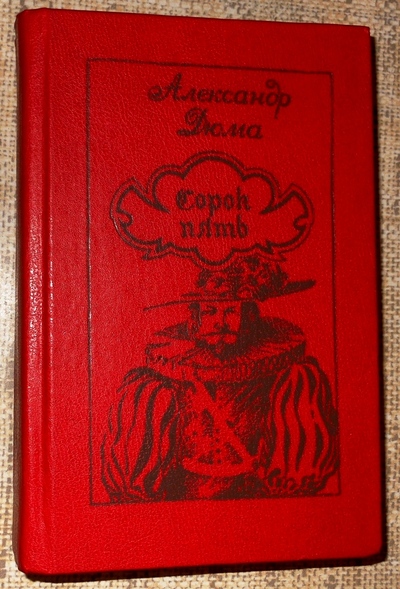 Александр
Дюма
Сорок
пять